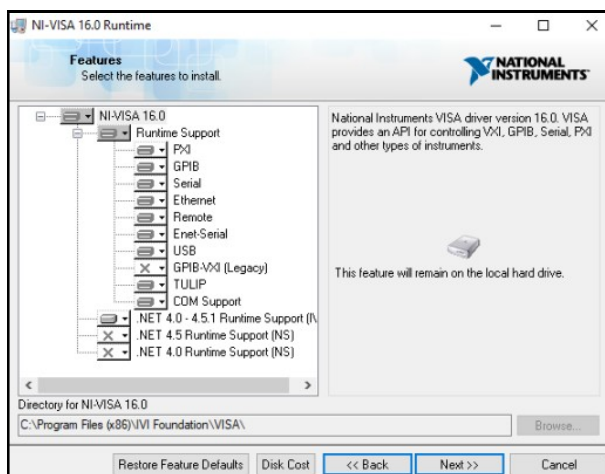 NI-VISA 16.0 Runtime
Features
Select the features to install.
NATIONAL
INSTRUMENTS
NI-VISA 16.0
Runtime Support
PXI
GPIB
Serial
Ethernet
Remote
Enet-Serial
USB
GPIB-VXI (Legacy)
TULIP
COM Support
.NET 4.0 - 4.5.1 Runtime Support (I\
.NET 4.5 Runtime Support (NS)
.NET 4.0 Runtime Support (NS)
National Instruments VISA driver version 16.0. VISA
provides an API for controlling VXI, GPIB, Serial, PXI
and other types of instruments.
This feature will remain on the local hard drive.
Directory for NI-VISA 16.0
C:\Program Files (x86)\IVI Foundation\VISA\
Browse...
Restore Feature Defaults
Disk Cost
<< Back
Next >>
Cancel